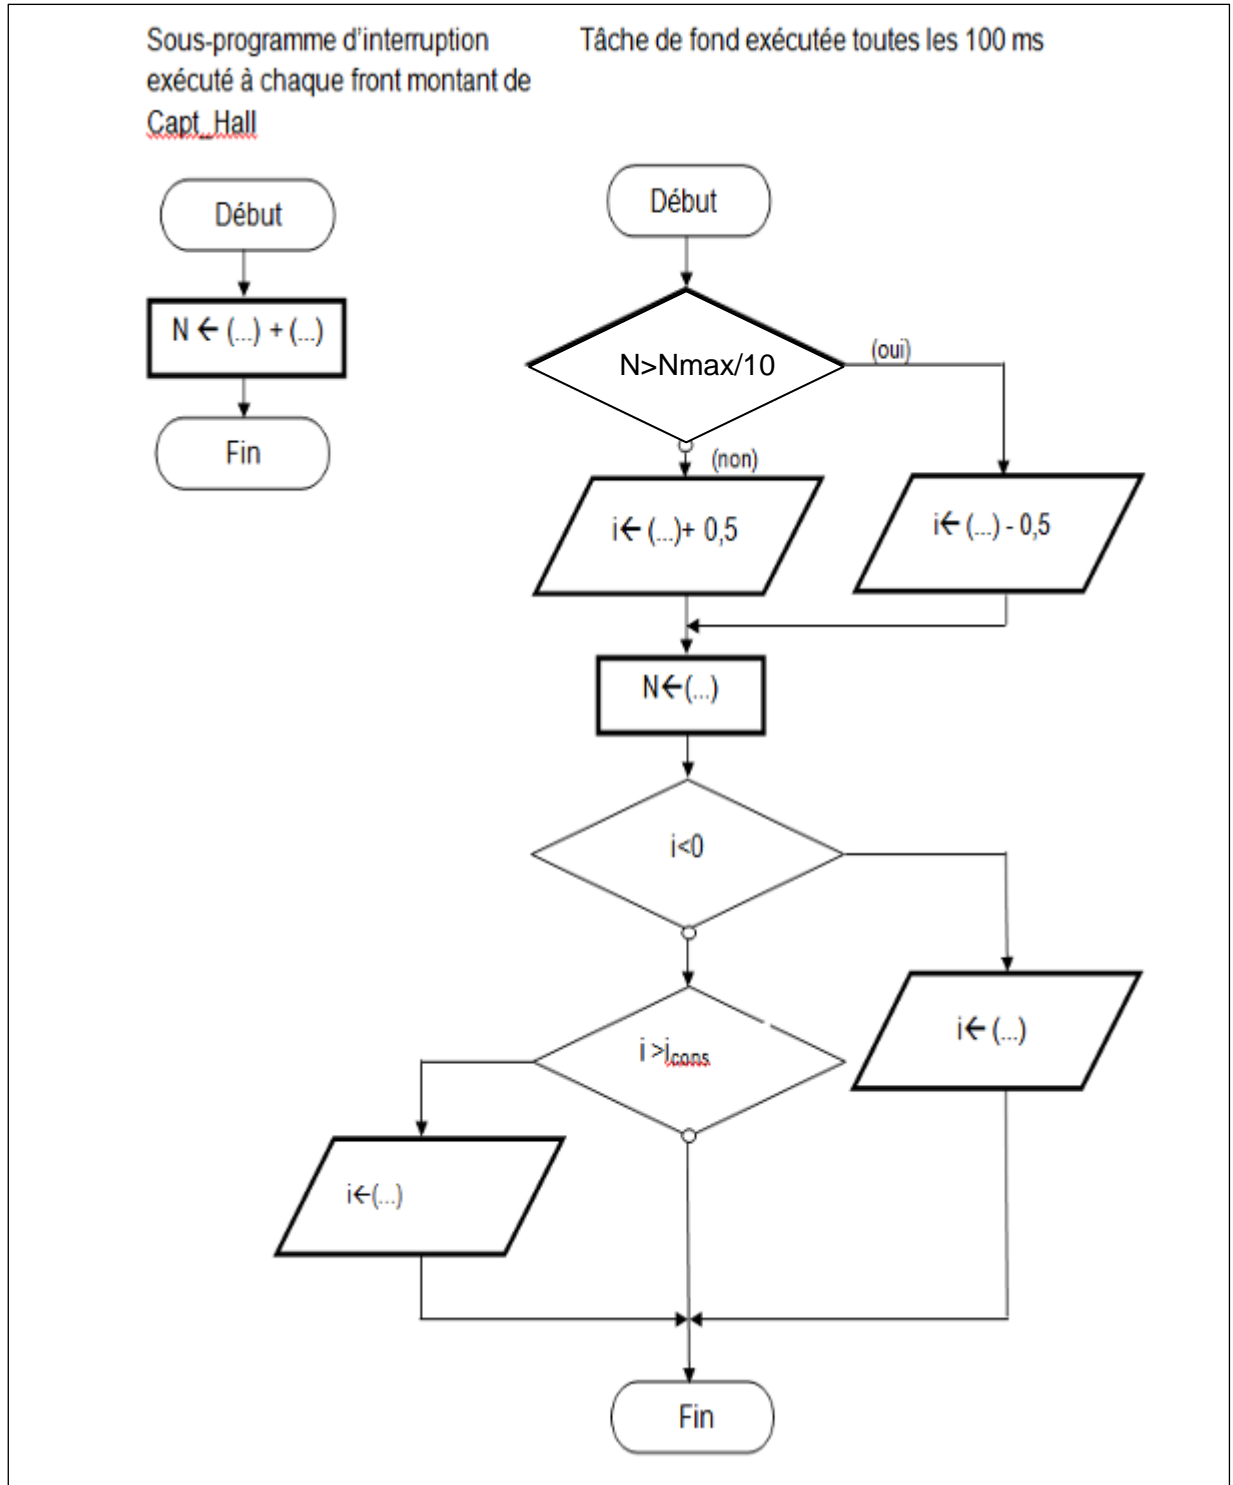 Sous-programme d'interruption
exécuté à chaque front montant de
Capt_Hall
Tâche de fond exécutée toutes les 100 ms
Début
N ← (...) + (...)
Fin
Début
N>Nmax/10
(oui)
(non)
i← (...)+ 0,5
i← (...) - 0,5
N←(...)
i<0
i >icons
i← (...)
i←(...)
Fin